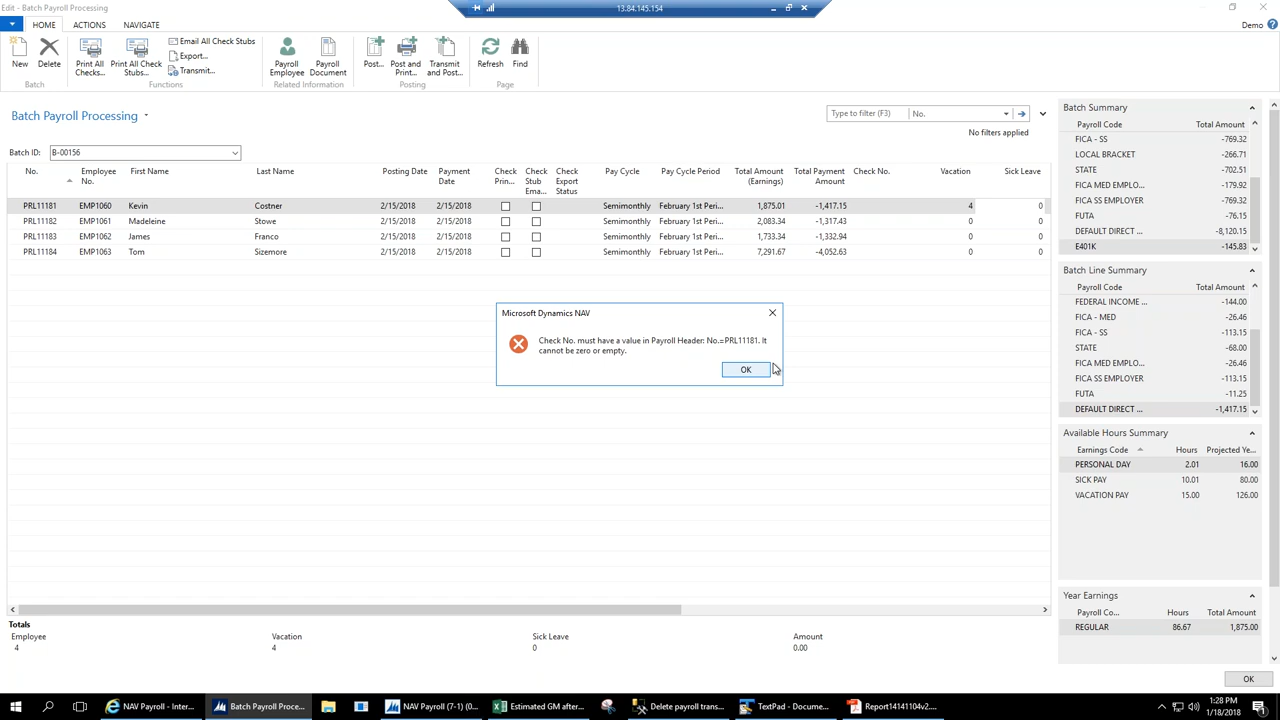 Edit - Batch Payroll Processing
13.84.145.154
HOME ACTIONS NAVIGATE
Demo
New Delete Print All Checks... Print All Check Stubs... Email All Check Stubs Export... Transmit... Payroll Employee Payroll Document Post... Post and Print... Transmit and Post... Refresh Find
Batch Functions Related Information Posting Page
Batch Payroll Processing
Type to filter (F3) No.
No filters applied
Batch ID: B-00156
No. Employee No. First Name Last Name Posting Date Payment Date Check Prin... Check Stub Ema... Check Export Status Pay Cycle Pay Cycle Period Total Amount (Earnings) Total Payment Amount Check No. Vacation Sick Leave
PRL11181 EMP1060 Kevin Costner 2/15/2018 2/15/2018 Semimonthly February 1st Peri... 1,875.01 -1,417.15 4 0
PRL11182 EMP1061 Madeleine Stowe 2/15/2018 2/15/2018 Semimonthly February 1st Peri... 2,083.34 -1,317.43 0 0
PRL11183 EMP1062 James Franco 2/15/2018 2/15/2018 Semimonthly February 1st Peri... 1,733.34 -1,332.94 0 0
PRL11184 EMP1063 Tom Sizemore 2/15/2018 2/15/2018 Semimonthly February 1st Peri... 7,291.67 -4,052.63 0 0
Microsoft Dynamics NAV
Check No. must have a value in Payroll Header: No.=PRL11181. It
cannot be zero or empty.
OK
Batch Summary
Payroll Code Total Amount
FICA - SS -769.32
LOCAL BRACKET -266.71
STATE -702.51
FICA MED EMPLO... -179.92
FICA SS EMPLOYER -769.32
FUTA -76.15
DEFAULT DIRECT ... -8,120.15
E401K -145.83
Batch Line Summary
Payroll Code Total Amount
FEDERAL INCOME ... -144.00
FICA - MED -26.46
FICA - SS -113.15
STATE -68.00
FICA MED EMPLO... -26.46
FICA SS EMPLOYER -113.15
FUTA -11.25
DEFAULT DIRECT ... -1,417.15
Available Hours Summary
Earnings Code Hours Projected Ye...
PERSONAL DAY 2.01 16.00
SICK PAY 10.01 80.00
VACATION PAY 15.00 126.00
Year Earnings
Payroll Co... Hours Total Amount
REGULAR 86.67 1,875.00
Totals
Employee Vacation Sick Leave Amount
4 4 0 0.00
OK
NAV Payroll - Inter... Batch Payroll Proce... NAV Payroll (7-1) (0... Estimated GM after... Delete payroll trans... TextPad - Docume... Report14141104v2....
1:28 PM
1/18/2018